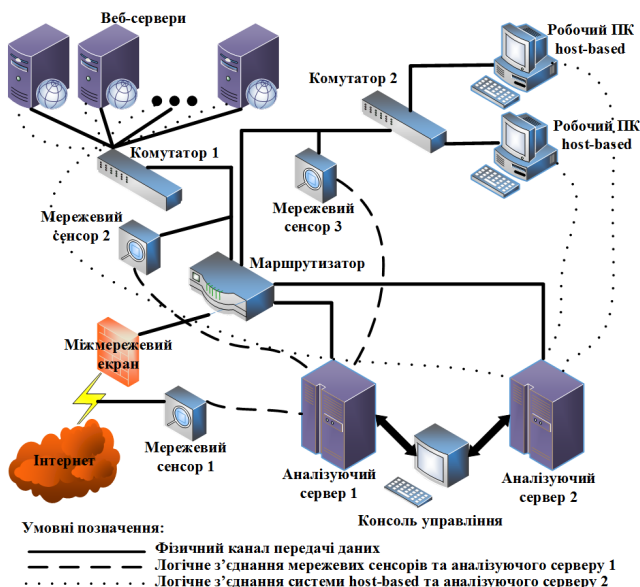 Веб-сервери
Робочий ПК
host-based
Комутатор 2
Робочий ПК
host-based
Комутатор 1
Мережевий
сенсор 2
Мережевий
сенсор 3
Маршрутизатор
Міжмережевий
екран
Інтернет
Мережевий
сенсор 1
Аналізуючий
сервер 1
Аналізуючий
сервер 2
Консоль управління
Умовні позначення:
Фізичний канал передачі даних
Логічне з’єднання мережевих сенсорів та аналізуючого серверу 1
Логічне з’єднання системи host-based та аналізуючого серверу 2